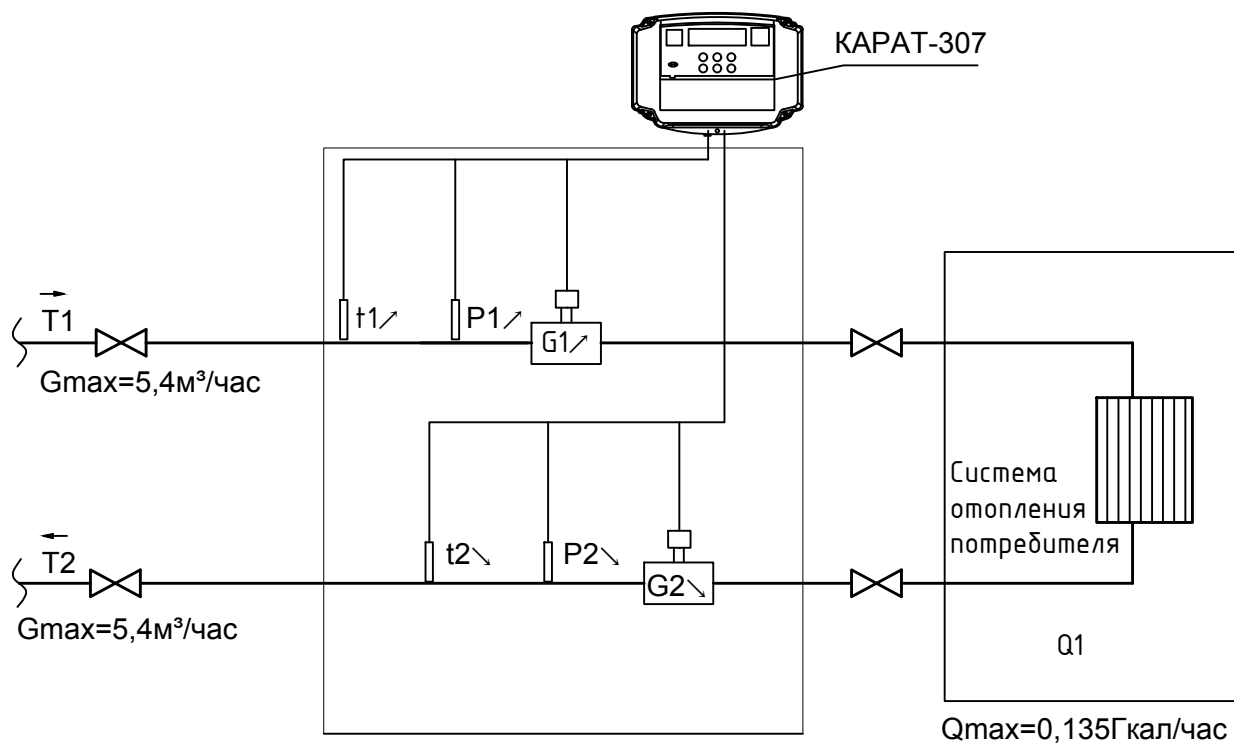 КАРАТ-307
T1
t1↗
P1↗
G1↗
Gmax=5,4м³/час
T2
t2↘
P2↘
G2↘
Gmax=5,4м³/час
Система
отопления
потребителя
Q1
Qmax=0,135Гкал/час